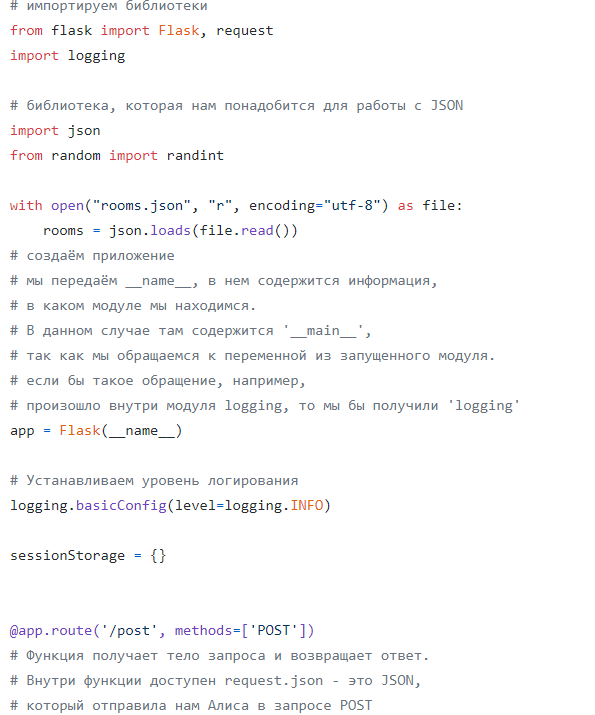 # импортируем библиотеки
from flask import Flask, request
import logging
# библиотека, которая нам понадобится для работы с JSON
import json
from random import randint
with open("rooms.json", "r", encoding="utf-8") as file:
    rooms = json.loads(file.read())
# создаём приложение
# мы передаём __name__, в нем содержится информация,
# в каком модуле мы находимся.
# В данном случае там содержится '__main__',
# так как мы обращаемся к переменной из запущенного модуля.
# если бы такое обращение, например,
# произошло внутри модуля logging, то мы бы получили 'logging'
app = Flask(__name__)
# Устанавливаем уровень логирования
logging.basicConfig(level=logging.INFO)
sessionStorage = {}
@app.route('/post', methods=['POST'])
# Функция получает тело запроса и возвращает ответ.
# Внутри функции доступен request.json - это JSON,
# который отправила нам Алиса в запросе POST